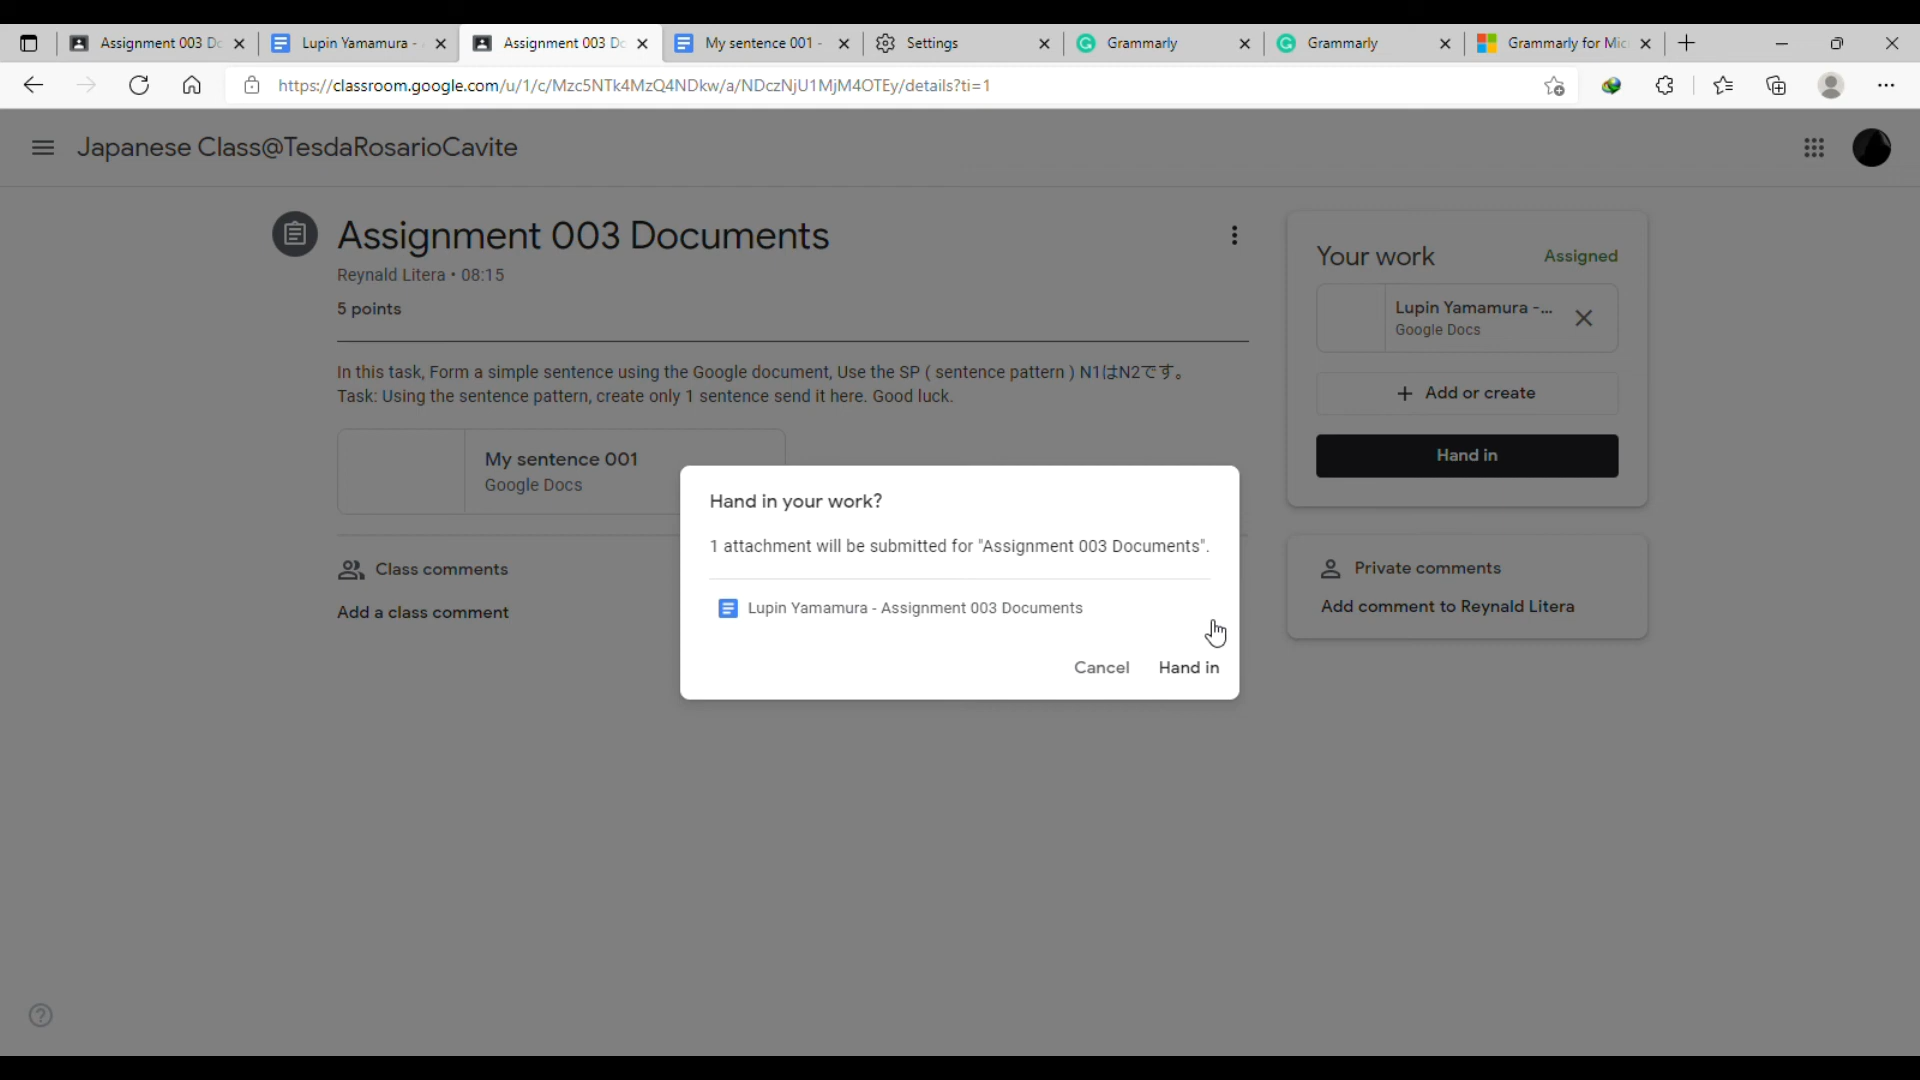 Assignment 003 Dc
Lupin Yamamura -
Assignment 003 Dc
My sentence 001 -
Settings
Grammarly
Grammarly
Grammarly for Mic
https://classroom.google.com/u/1/c/Mzc5NTk4MzQ4NDkw/a/NDczNjU1MjM4OTEy/details?ti=1
Japanese Class@TesdaRosarioCavite
Assignment 003 Documents
Reynald Litera • 08:15
5 points
In this task, Form a simple sentence using the Google document, Use the SP ( sentence pattern ) N1はN2です。
Task: Using the sentence pattern, create only 1 sentence send it here. Good luck.
My sentence 001
Google Docs
Class comments
Add a class comment
Your work
Assigned
Lupin Yamamura -...
Google Docs
+ Add or create
Hand in
Private comments
Add comment to Reynald Litera
Hand in your work?
1 attachment will be submitted for "Assignment 003 Documents".
Lupin Yamamura - Assignment 003 Documents
Cancel
Hand in